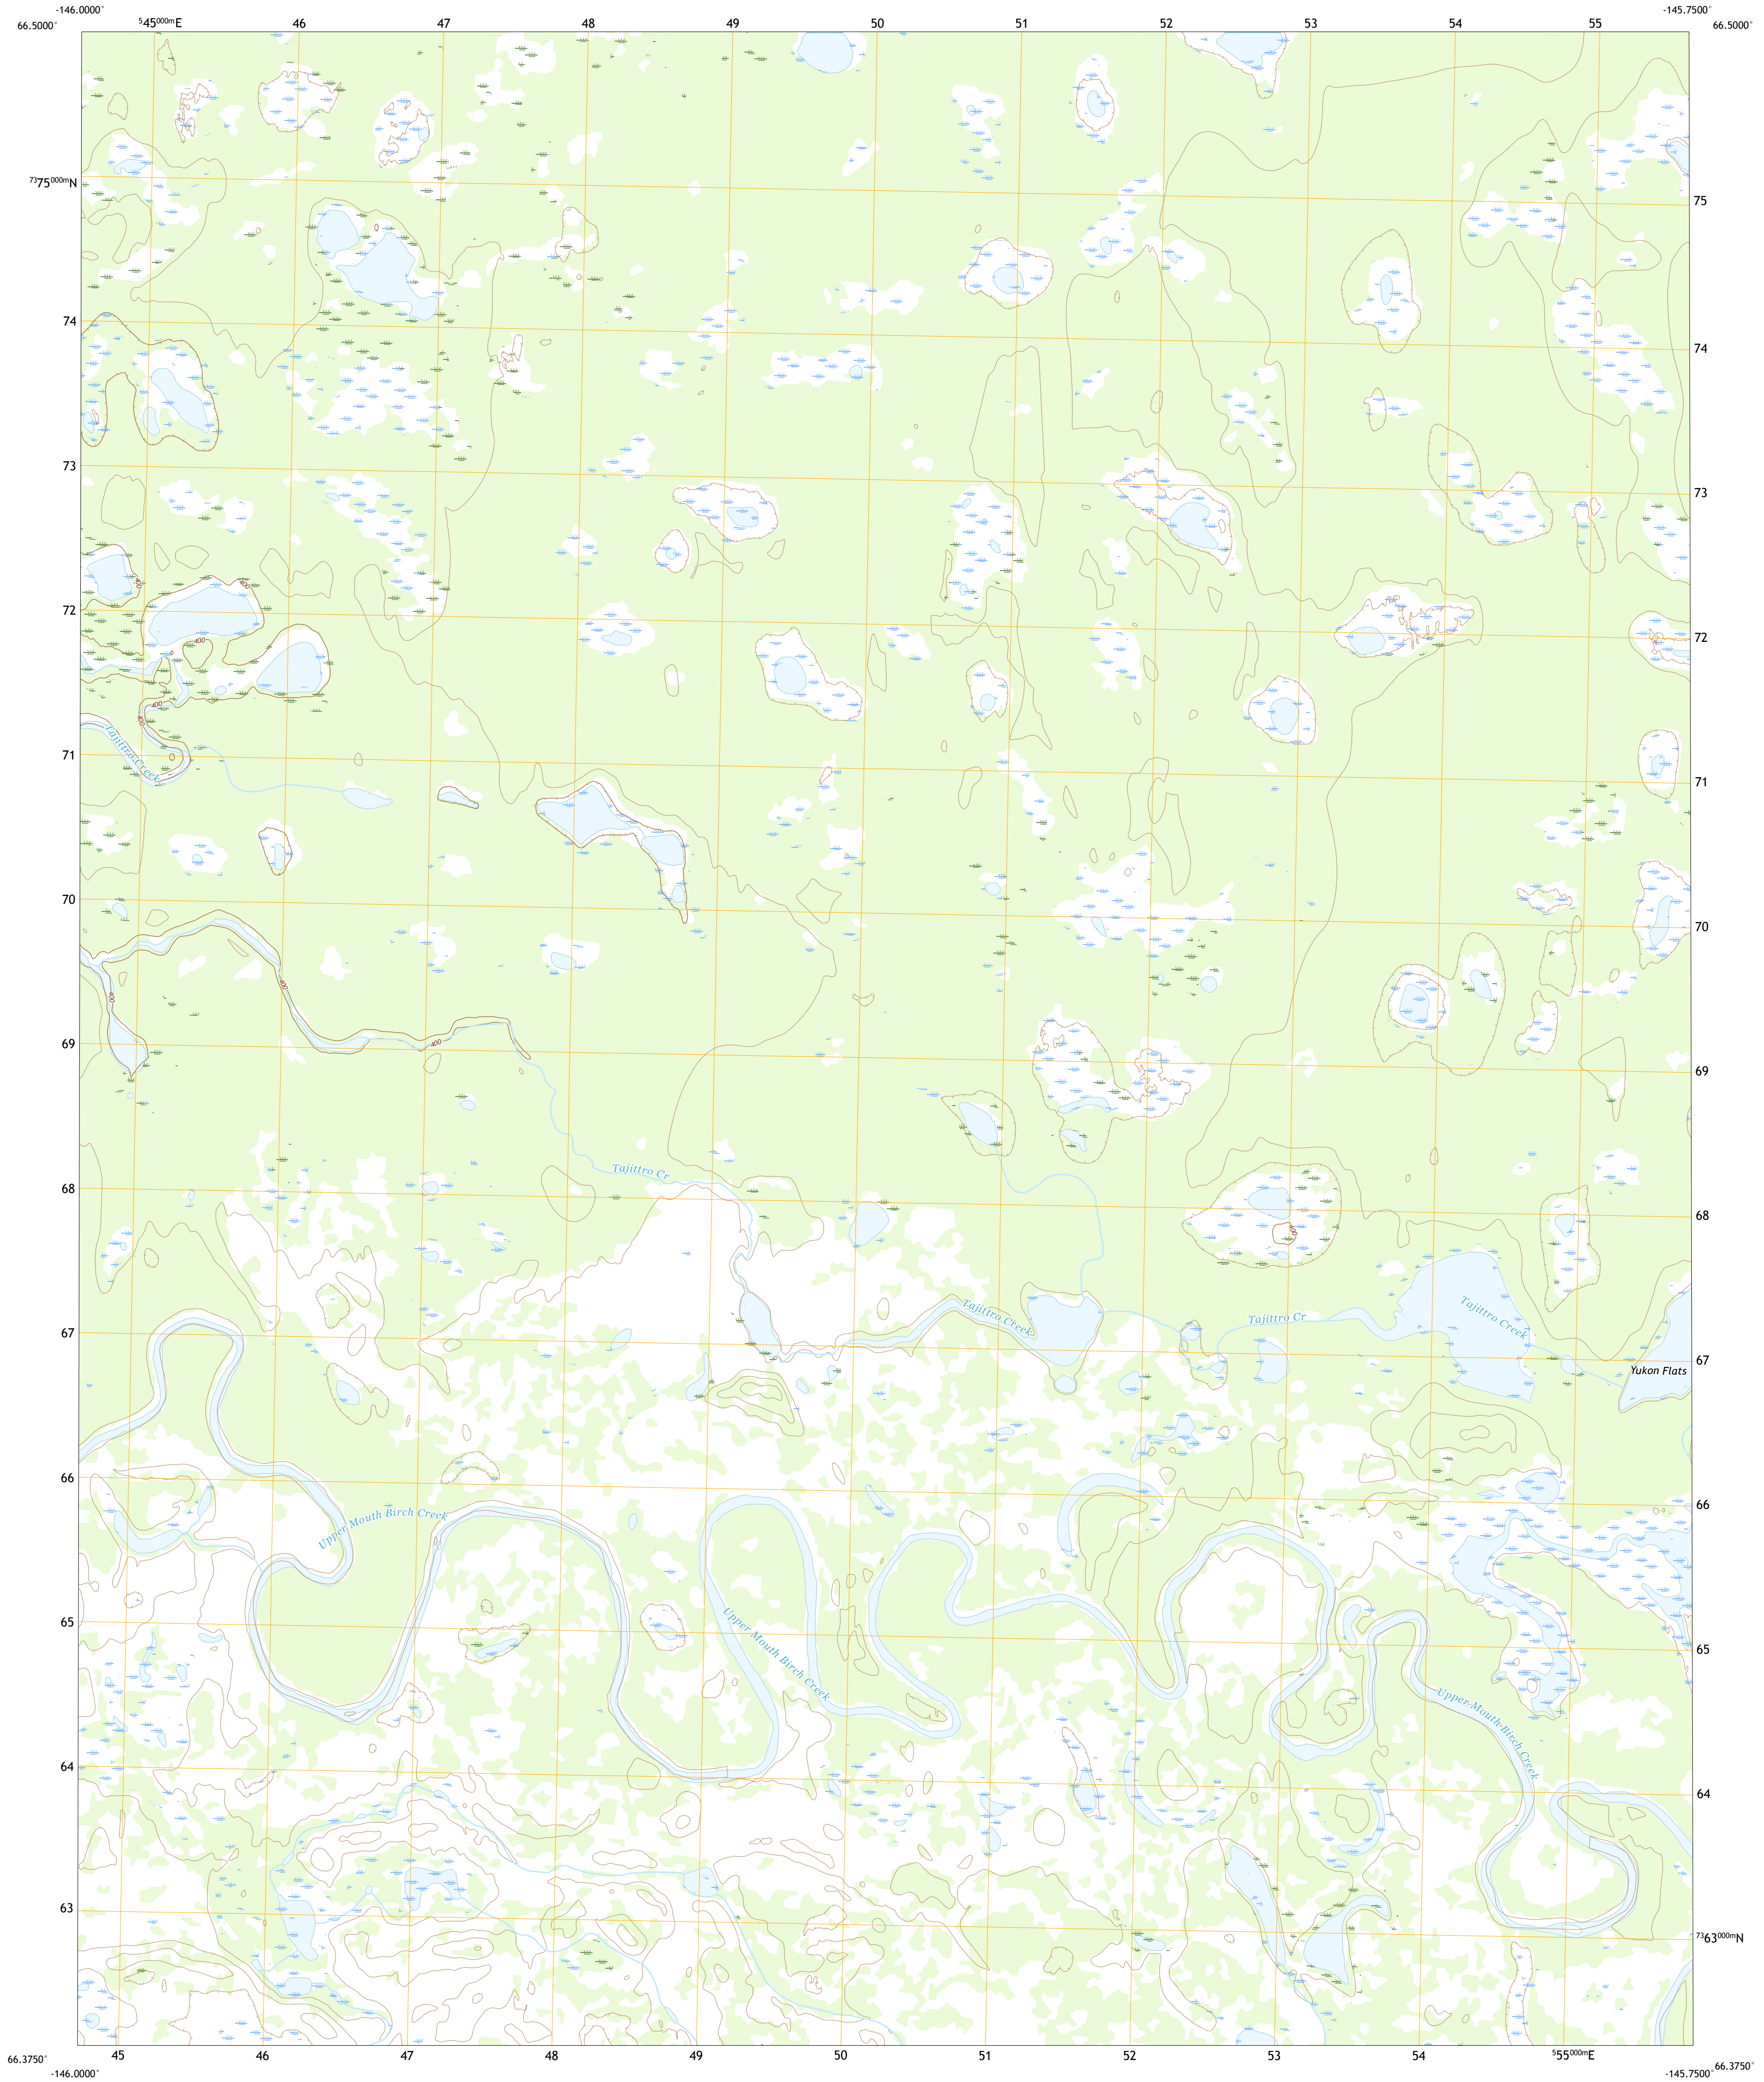 -146.0000° -145.7500°
66.5000° ⁵45⁰⁰⁰ᵐE 46 47 48 49 50 51 52 53 54 55 66.5000°
⁷³75⁰⁰⁰ᵐN 75
74 74
73 73
400 400
72 72
400
400
400
Tajittro Creek
71 71
70 70
400
400
400
69 69
Tajittro Cr
68 68
400
Tajittro Creek Tajittro Cr Tajittro Creek
67 67
Yukon Flats
66 66
Upper Mouth Birch Creek
65 65
Upper Mouth Birch Creek
Upper Mouth Birch Creek
64 64
63 ⁷³63⁰⁰⁰ᵐN
66.3750° 45 46 47 48 49 50 51 52 53 54 ⁵55⁰⁰⁰ᵐE 66.3750°
-146.0000° -145.7500°